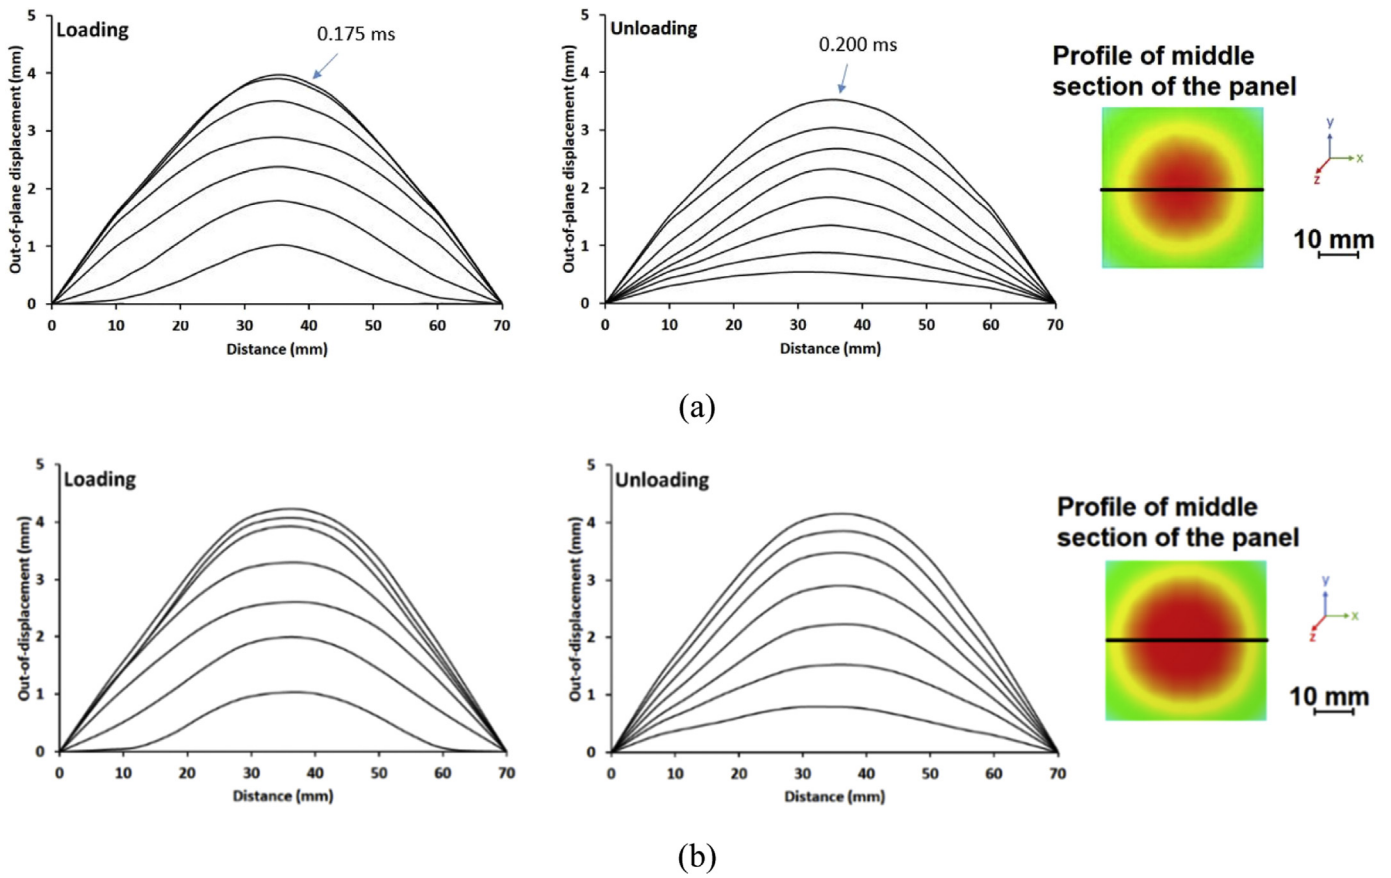 Loading
0.175 ms
Out-of-plane displacement (mm)
5
4
3
2
1
0
0 10 20 30 40 50 60 70
Distance (mm)
Unloading
0.200 ms
Out-of-plane displacement (mm)
5
4
3
2
1
0
0 10 20 30 40 50 60 70
Distance (mm)
Profile of middle
section of the panel
y
x
z
10 mm
(a)
Loading
Out-of-displacement (mm)
5
4
3
2
1
0
0 10 20 30 40 50 60 70
Distance (mm)
Unloading
Out-of-displacement (mm)
5
4
3
2
1
0
0 10 20 30 40 50 60 70
Distance (mm)
Profile of middle
section of the panel
y
x
z
10 mm
(b)